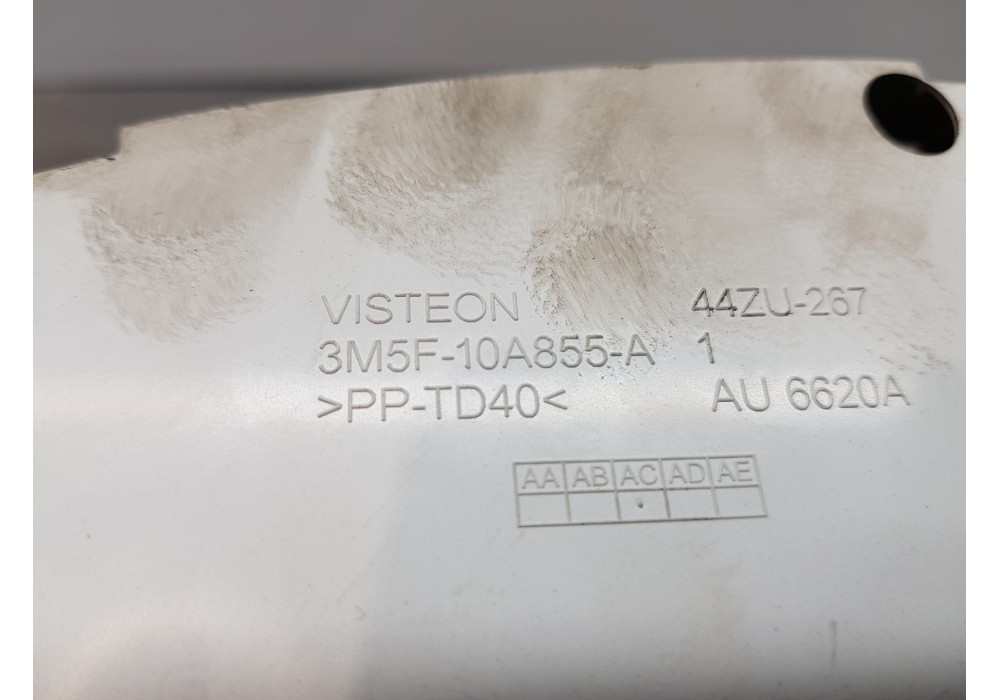 VISTEON 44ZU-267
3M5F-10A855-A 1
>PP-TD40< AU 6620A
AA AB AC AD AE